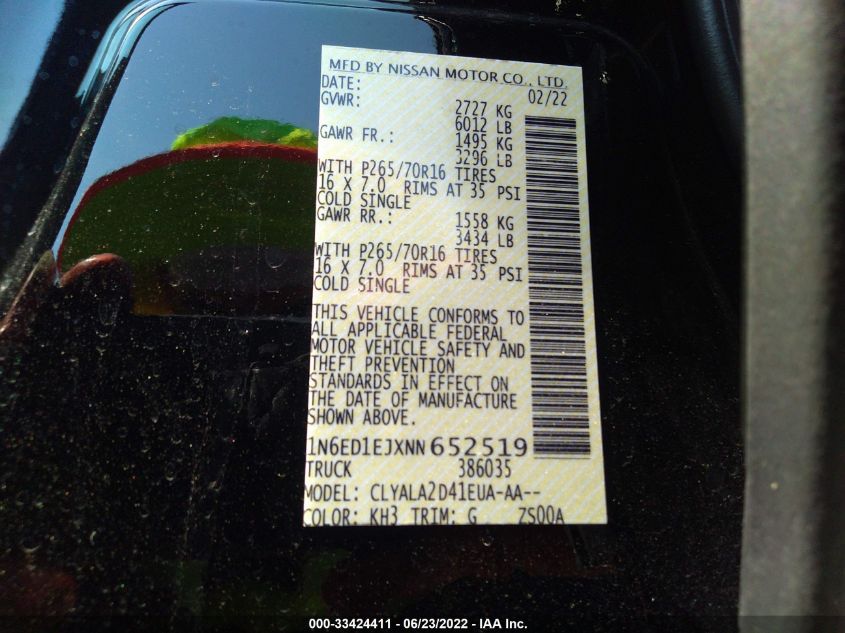 MFD BY NISSAN MOTOR CO., LTD.
DATE: 02/22
GVWR: 2727 KG
6012 LB
GAWR FR.: 1495 KG
3296 LB
WITH P265/70R16 TIRES
16 X 7.0 RIMS AT 35 PSI
COLD SINGLE
GAWR RR.: 1558 KG
3434 LB
WITH P265/70R16 TIRES
16 X 7.0 RIMS AT 35 PSI
COLD SINGLE
THIS VEHICLE CONFORMS TO
ALL APPLICABLE FEDERAL
MOTOR VEHICLE SAFETY AND
THEFT PREVENTION
STANDARDS IN EFFECT ON
THE DATE OF MANUFACTURE
SHOWN ABOVE.
1N6ED1EJXNN652519
TRUCK 386035
MODEL: CLYALA2D41EUA-AA--
COLOR: KH3 TRIM: G ZS00A
000-33424411 - 06/23/2022 - IAA Inc.